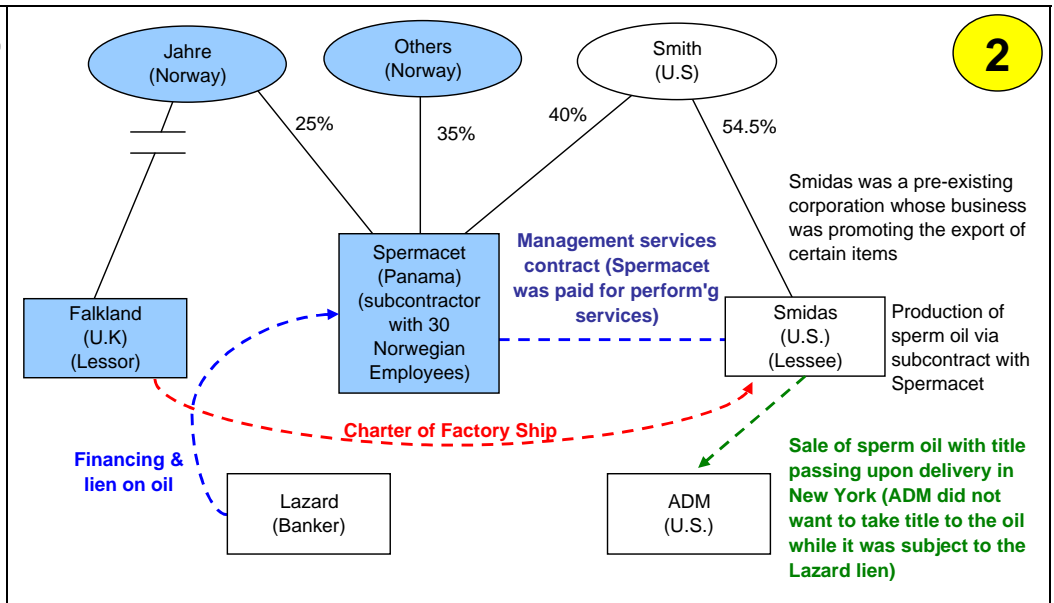 Jahre
(Norway)
Others
(Norway)
Smith
(U.S)
2
25%
35%
40%
54.5%
Smidas was a pre-existing
corporation whose business
was promoting the export of
certain items
Spermacet
(Panama)
(subcontractor
with 30
Norwegian
Employees)
Management services
contract (Spermacet
was paid for perform'g
services)
Falkland
(U.K)
(Lessor)
Smidas
(U.S.)
(Lessee)
Production of
sperm oil via
subcontract with
Spermacet
Charter of Factory Ship
Financing &
lien on oil
Lazard
(Banker)
ADM
(U.S.)
Sale of sperm oil with title
passing upon delivery in
New York (ADM did not
want to take title to the oil
while it was subject to the
Lazard lien)